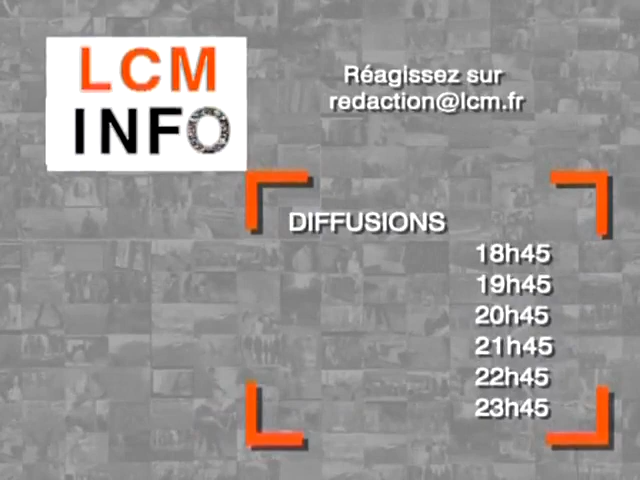 LCM
INFO
Réagissez sur
redaction@lcm.fr
DIFFUSIONS
18h45
19h45
20h45
21h45
22h45
23h45